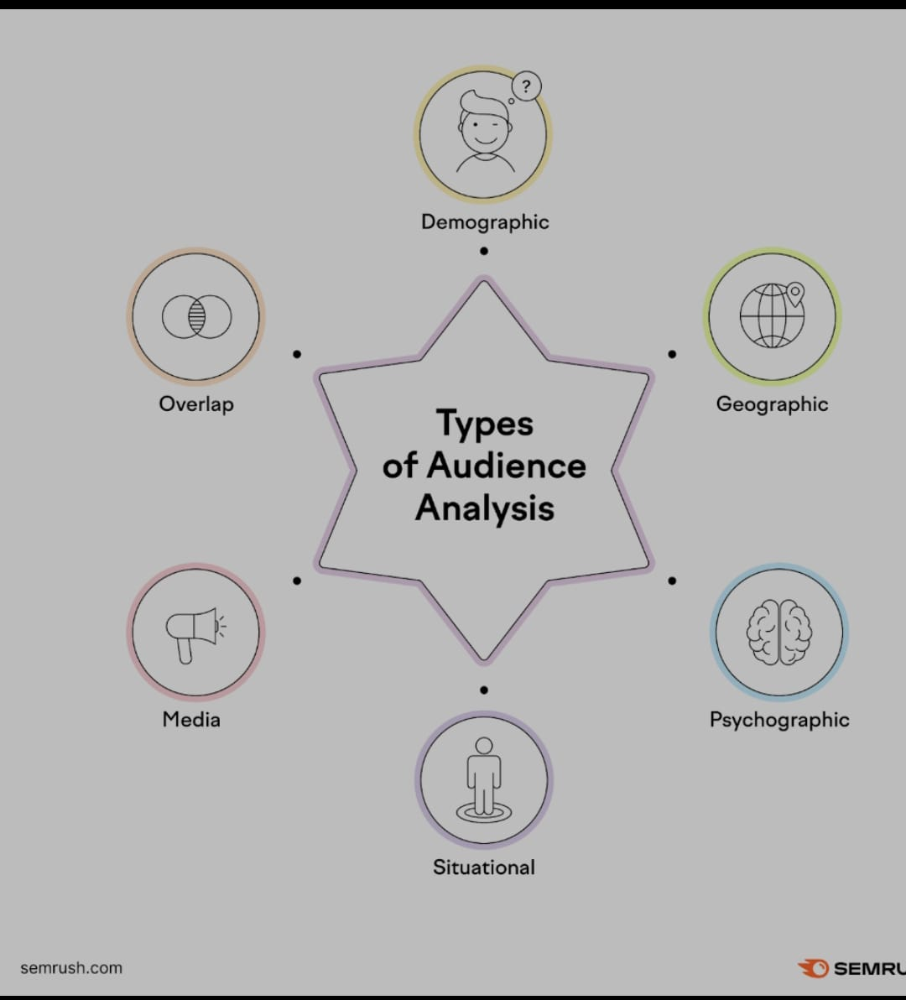 ?
Demographic
Overlap
Geographic
Types
of Audience
Analysis
Media
Psychographic
Situational
semrush.com
SEMRU